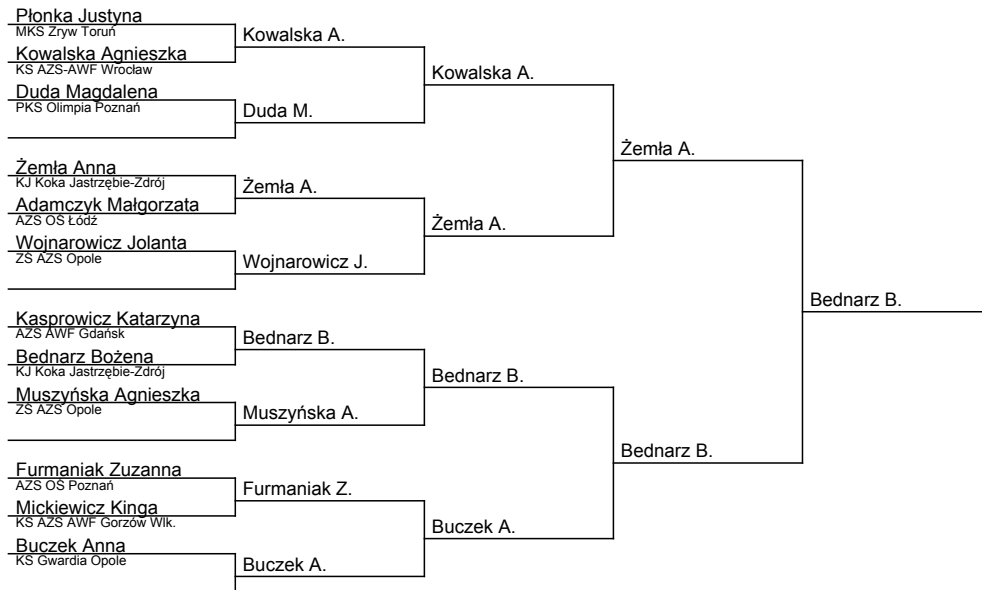 Płonka Justyna
MKS Zryw Toruń
Kowalska A.
Kowalska Agnieszka
KS AZS-AWF Wrocław
Kowalska A.
Duda Magdalena
PKS Olimpia Poznań
Duda M.
Żemła A.
Żemła Anna
KJ Koka Jastrzębie-Zdrój
Żemła A.
Adamczyk Małgorzata
AZS OŚ Łódź
Żemła A.
Wojnarowicz Jolanta
ZS AZS Opole
Wojnarowicz J.
Bednarz B.
Kasprowicz Katarzyna
AZS AWF Gdańsk
Bednarz B.
Bednarz Bożena
KJ Koka Jastrzębie-Zdrój
Bednarz B.
Muszyńska Agnieszka
ZS AZS Opole
Muszyńska A.
Bednarz B.
Furmaniak Zuzanna
AZS OŚ Poznań
Furmaniak Z.
Mickiewicz Kinga
KS AZS AWF Gorzów Wlk.
Buczek A.
Buczek Anna
KS Gwardia Opole
Buczek A.